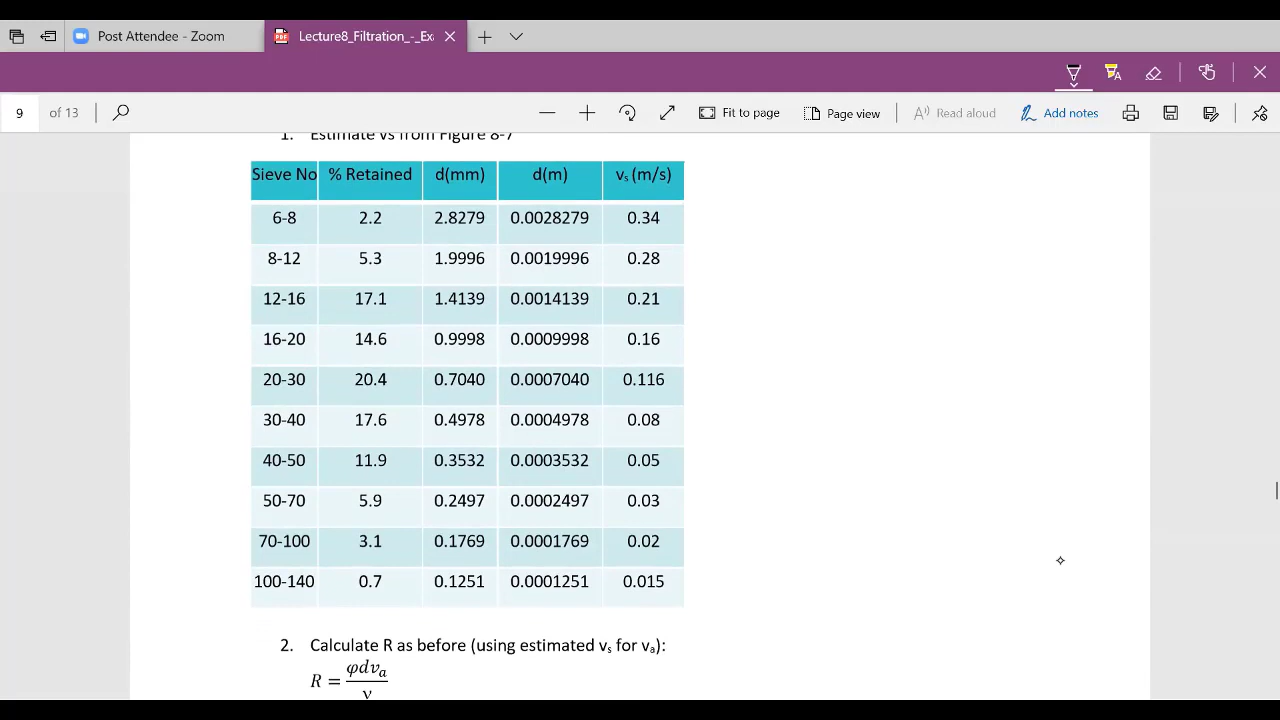 Post Attendee - Zoom
Lecture8_Filtration_-_Ex
9 of 13
Fit to page
Page view
Read aloud
Add notes
1. Estimate vs from Figure 8-7
Sieve No % Retained d(mm) d(m) vs (m/s)
6-8 2.2 2.8279 0.0028279 0.34
8-12 5.3 1.9996 0.0019996 0.28
12-16 17.1 1.4139 0.0014139 0.21
16-20 14.6 0.9998 0.0009998 0.16
20-30 20.4 0.7040 0.0007040 0.116
30-40 17.6 0.4978 0.0004978 0.08
40-50 11.9 0.3532 0.0003532 0.05
50-70 5.9 0.2497 0.0002497 0.03
70-100 3.1 0.1769 0.0001769 0.02
100-140 0.7 0.1251 0.0001251 0.015
2. Calculate R as before (using estimated vs for va):
R = φdva / ν